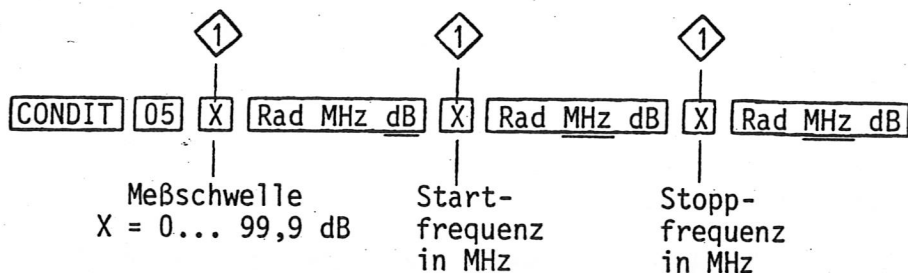 1 1 1
CONDIT 05 X Rad MHz dB X Rad MHz dB X Rad MHz dB
Meßschwelle
X = 0... 99,9 dB
Start-
frequenz
in MHz
Stopp-
frequenz
in MHz